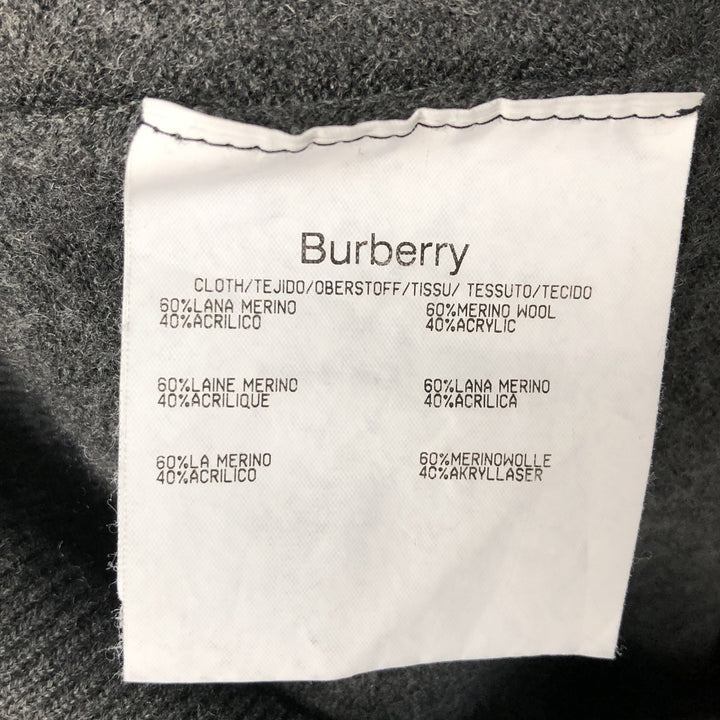 Burberry
CLOTH/TEJIDO/OBERSTOFF/TISSU/ TESSUTO/TECIDO
60%LANA MERINO
40%ACRILICO
60%MERINO WOOL
40%ACRYLIC
60%LAINE MERINO
40%ACRILIQUE
60%LANA MERINO
40%ACRILICA
60%LA MERINO
40%ACRILICO
60%MERINOWOLLE
40%AKRYLLASER